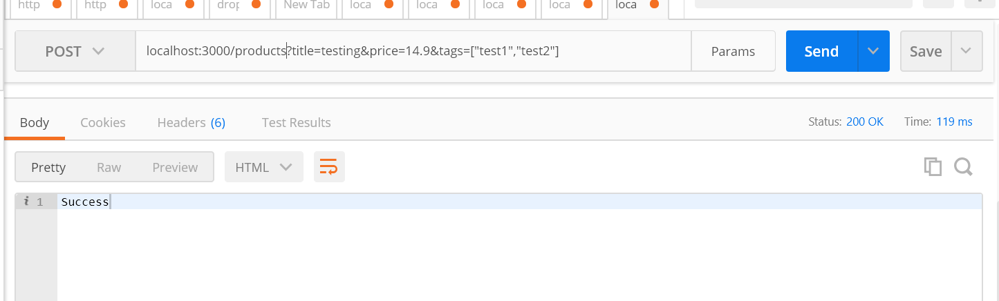 http http loca drop New Tab loca loca loca loca loca
POST localhost:3000/products?title=testing&price=14.9&tags=["test1","test2"] Params Send Save
Body Cookies Headers (6) Test Results Status: 200 OK Time: 119 ms
Pretty Raw Preview HTML
i 1 Success